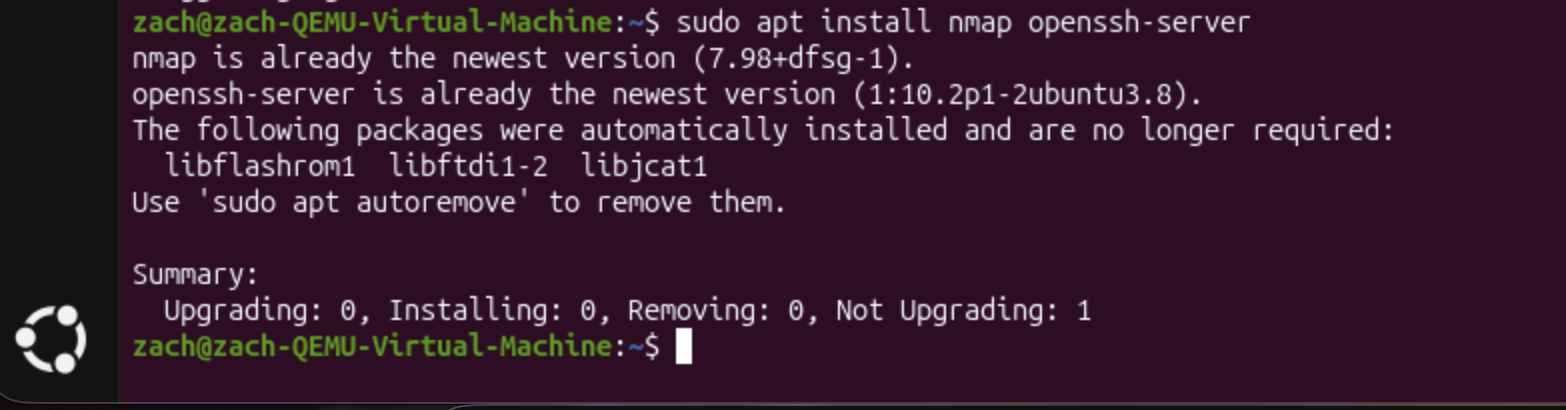 zach@zach-QEMU-Virtual-Machine:~$ sudo apt install nmap openssh-server
nmap is already the newest version (7.98+dfsg-1).
openssh-server is already the newest version (1:10.2p1-2ubuntu3.8).
The following packages were automatically installed and are no longer required:
  libflashrom1  libftdi1-2  libjcat1
Use 'sudo apt autoremove' to remove them.

Summary:
  Upgrading: 0, Installing: 0, Removing: 0, Not Upgrading: 1
zach@zach-QEMU-Virtual-Machine:~$